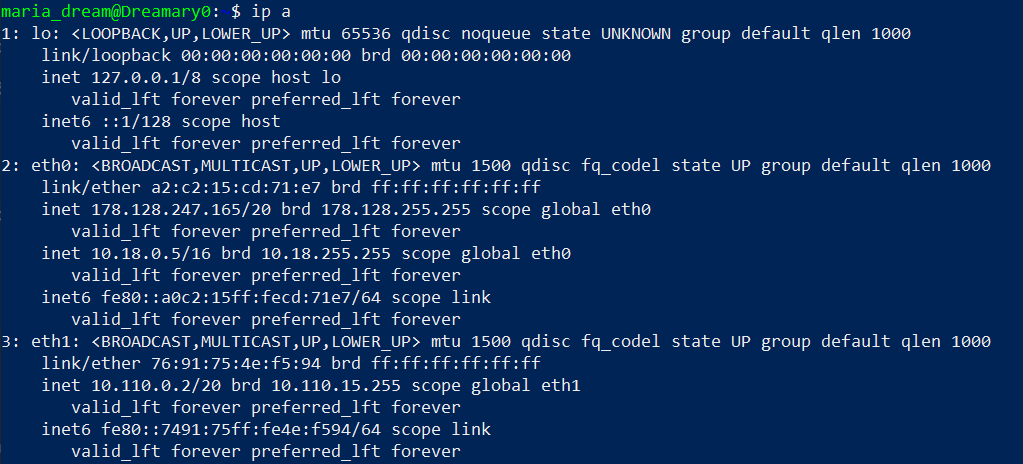 maria_dream@Dreamary0: $ ip a
1: lo: <LOOPBACK,UP,LOWER_UP> mtu 65536 qdisc noqueue state UNKNOWN group default qlen 1000
link/loopback 00:00:00:00:00:00 brd 00:00:00:00:00:00
inet 127.0.0.1/8 scope host lo
valid_lft forever preferred_lft forever
inet6 ::1/128 scope host
valid_lft forever preferred_lft forever
2: eth0: <BROADCAST,MULTICAST,UP,LOWER_UP> mtu 1500 qdisc fq_codel state UP group default qlen 1000
link/ether a2:c2:15:cd:71:e7 brd ff:ff:ff:ff:ff:ff
inet 178.128.247.165/20 brd 178.128.255.255 scope global eth0
valid_lft forever preferred_lft forever
inet 10.18.0.5/16 brd 10.18.255.255 scope global eth0
valid_lft forever preferred_lft forever
inet6 fe80::a0c2:15ff:fecd:71e7/64 scope link
valid_lft forever preferred_lft forever
3: eth1: <BROADCAST,MULTICAST,UP,LOWER_UP> mtu 1500 qdisc fq_codel state UP group default qlen 1000
link/ether 76:91:75:4e:f5:94 brd ff:ff:ff:ff:ff:ff
inet 10.110.0.2/20 brd 10.110.15.255 scope global eth1
valid_lft forever preferred_lft forever
inet6 fe80::7491:75ff:fe4e:f594/64 scope link
valid_lft forever preferred_lft forever